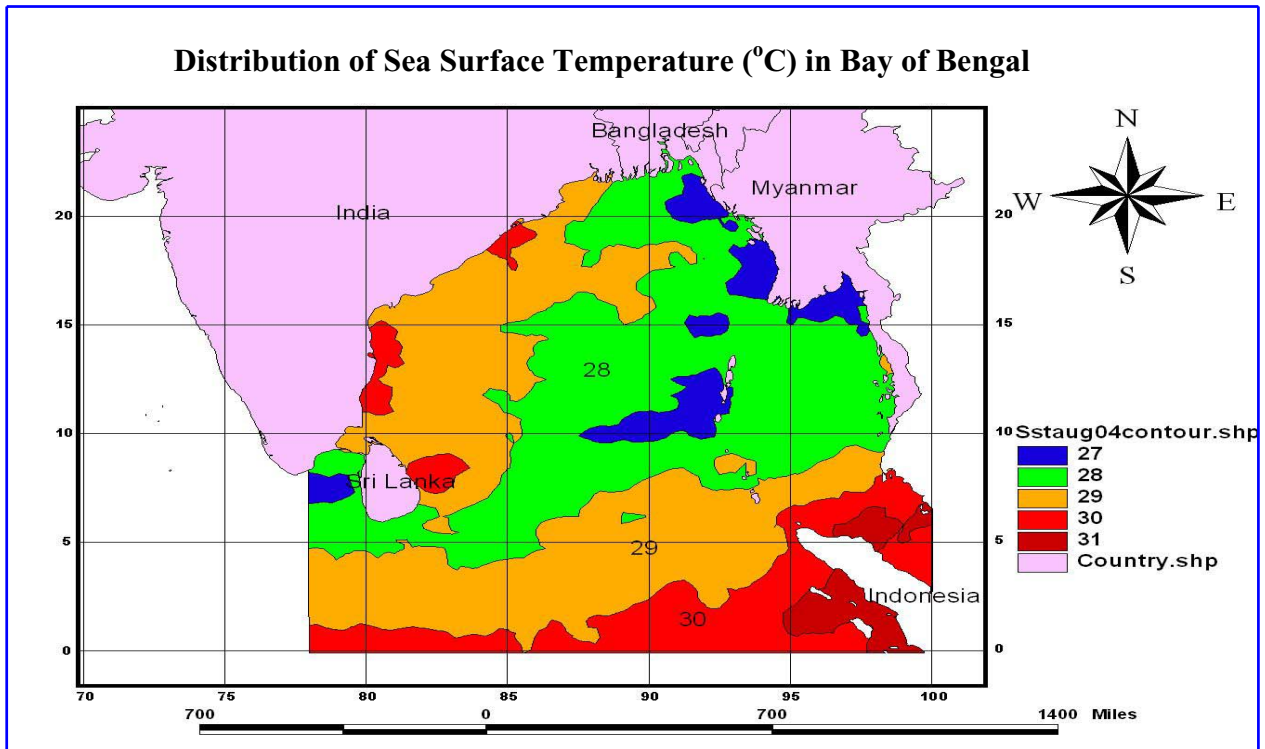 Distribution of Sea Surface Temperature (°C) in Bay of Bengal
Bangladesh
N
Myanmar
India
W E
20 20
S
15 15
28
10 10
Sstaug04contour.shp
27
28
29
30
31
Country.shp
Sri Lanka
5 5
29
Indonesia
30
0 0
70 75 80 85 90 95 100
700 0 700 1400 Miles